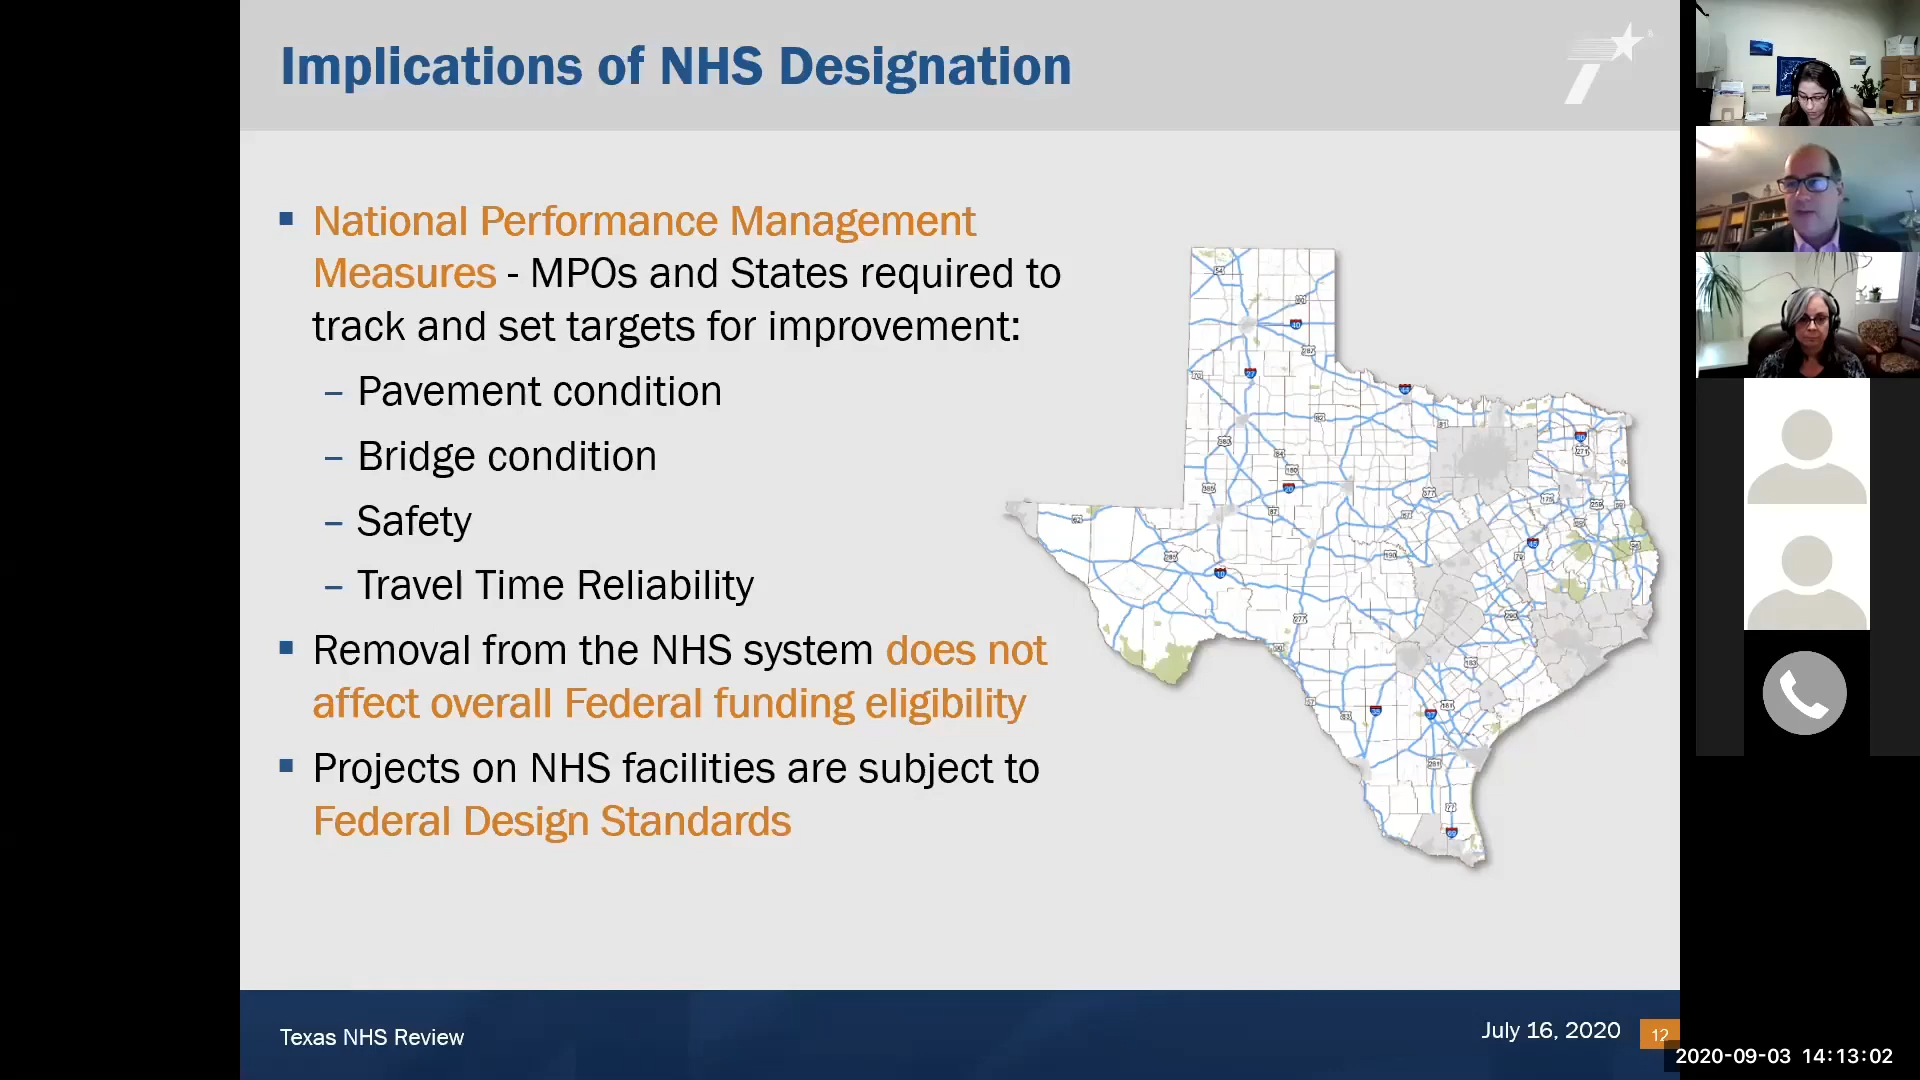 Implications of NHS Designation
National Performance Management
Measures - MPOs and States required to
track and set targets for improvement:
– Pavement condition
– Bridge condition
– Safety
– Travel Time Reliability
Removal from the NHS system does not
affect overall Federal funding eligibility
Projects on NHS facilities are subject to
Federal Design Standards
Texas NHS Review
July 16, 2020
12
2020-09-03 14:13:02